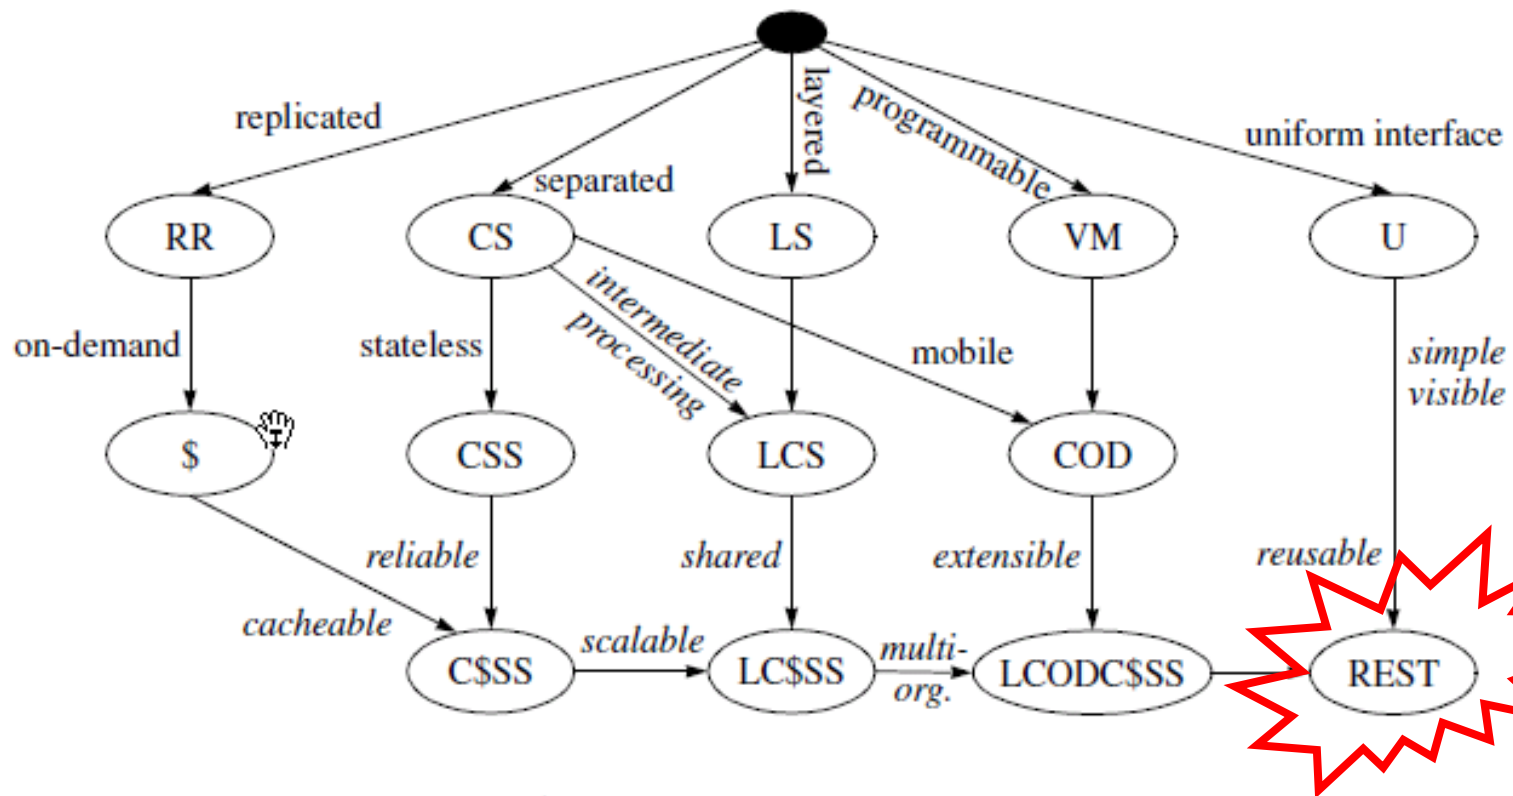 layered
programmable
replicated
uniform interface
separated
RR
CS
LS
VM
U
intermediate
processing
on-demand
stateless
mobile
simple
visible
$
CSS
LCS
COD
reliable
shared
extensible
reusable
cacheable
scalable
multi-
org.
C$SS
LC$SS
LCODC$SS
REST